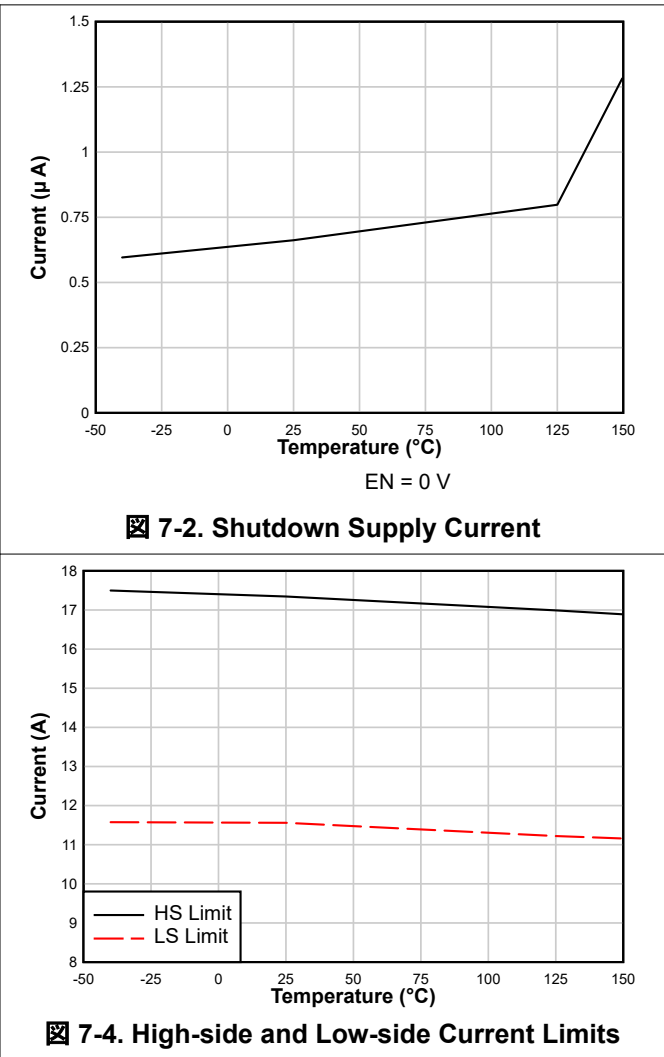 1.5
1.25
1
0.75
0.5
0.25
0
Current (µ A)
-50 -25 0 25 50 75 100 125 150
Temperature (°C)
EN = 0 V
図 7-2. Shutdown Supply Current
18
17
16
15
14
13
12
11
10
9
8
Current (A)
HS Limit
LS Limit
-50 -25 0 25 50 75 100 125 150
Temperature (°C)
図 7-4. High-side and Low-side Current Limits